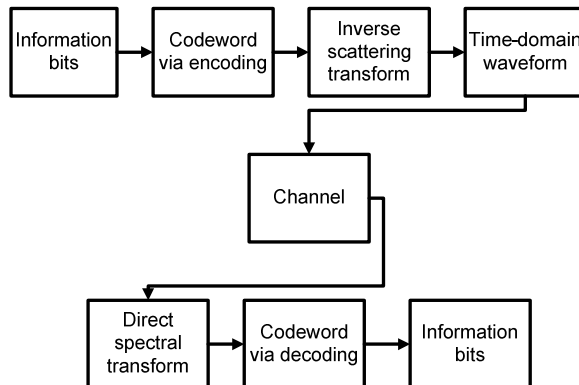 Information
bits
Codeword
via encoding
Inverse
scattering
transform
Time-domain
waveform
Channel
Direct
spectral
transform
Codeword
via decoding
Information
bits